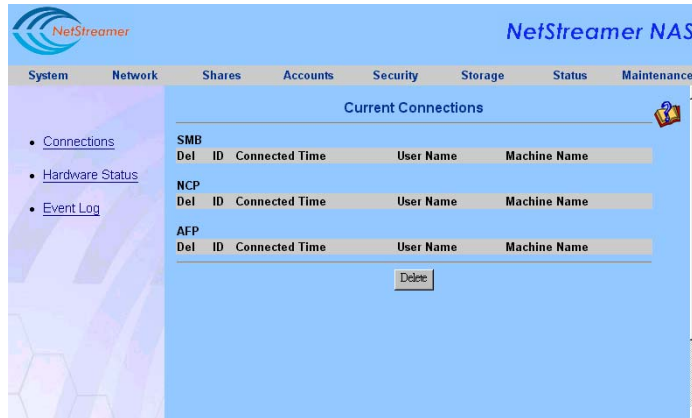 NetStreamer
NetStreamer NAS
System Network Shares Accounts Security Storage Status Maintenance
Current Connections
• Connections
• Hardware Status
• Event Log
SMB
Del ID Connected Time User Name Machine Name
NCP
Del ID Connected Time User Name Machine Name
AFP
Del ID Connected Time User Name Machine Name
Delete